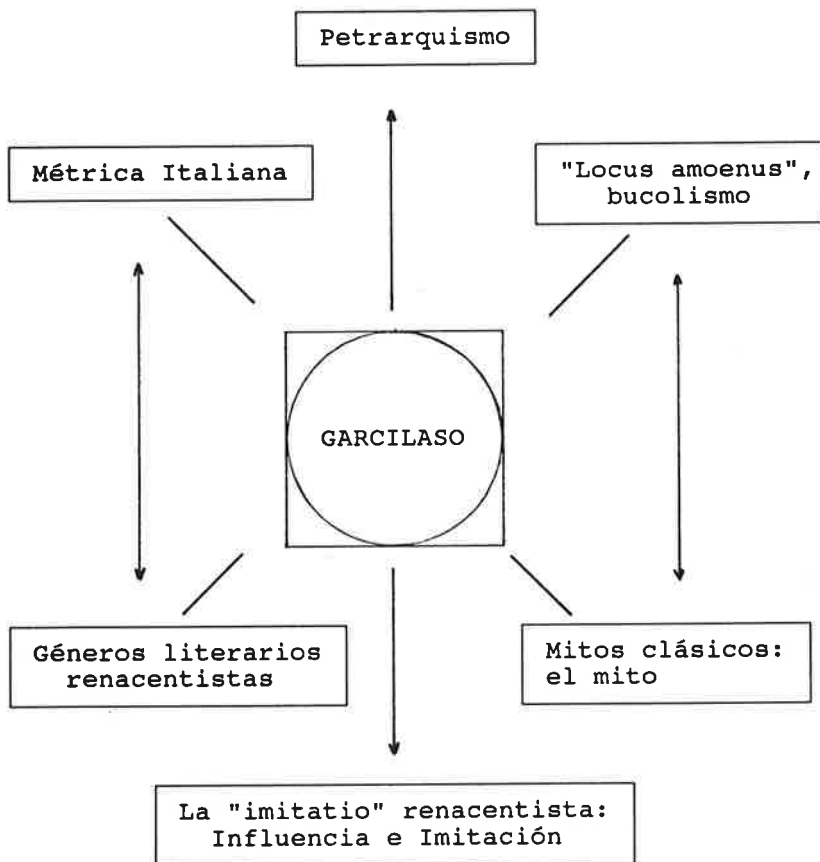 Petrarquismo
Métrica Italiana
"Locus amoenus",
bucolismo
GARCILASO
Géneros literarios
renacentistas
Mitos clásicos:
el mito
La "imitatio" renacentista:
Influencia e Imitación